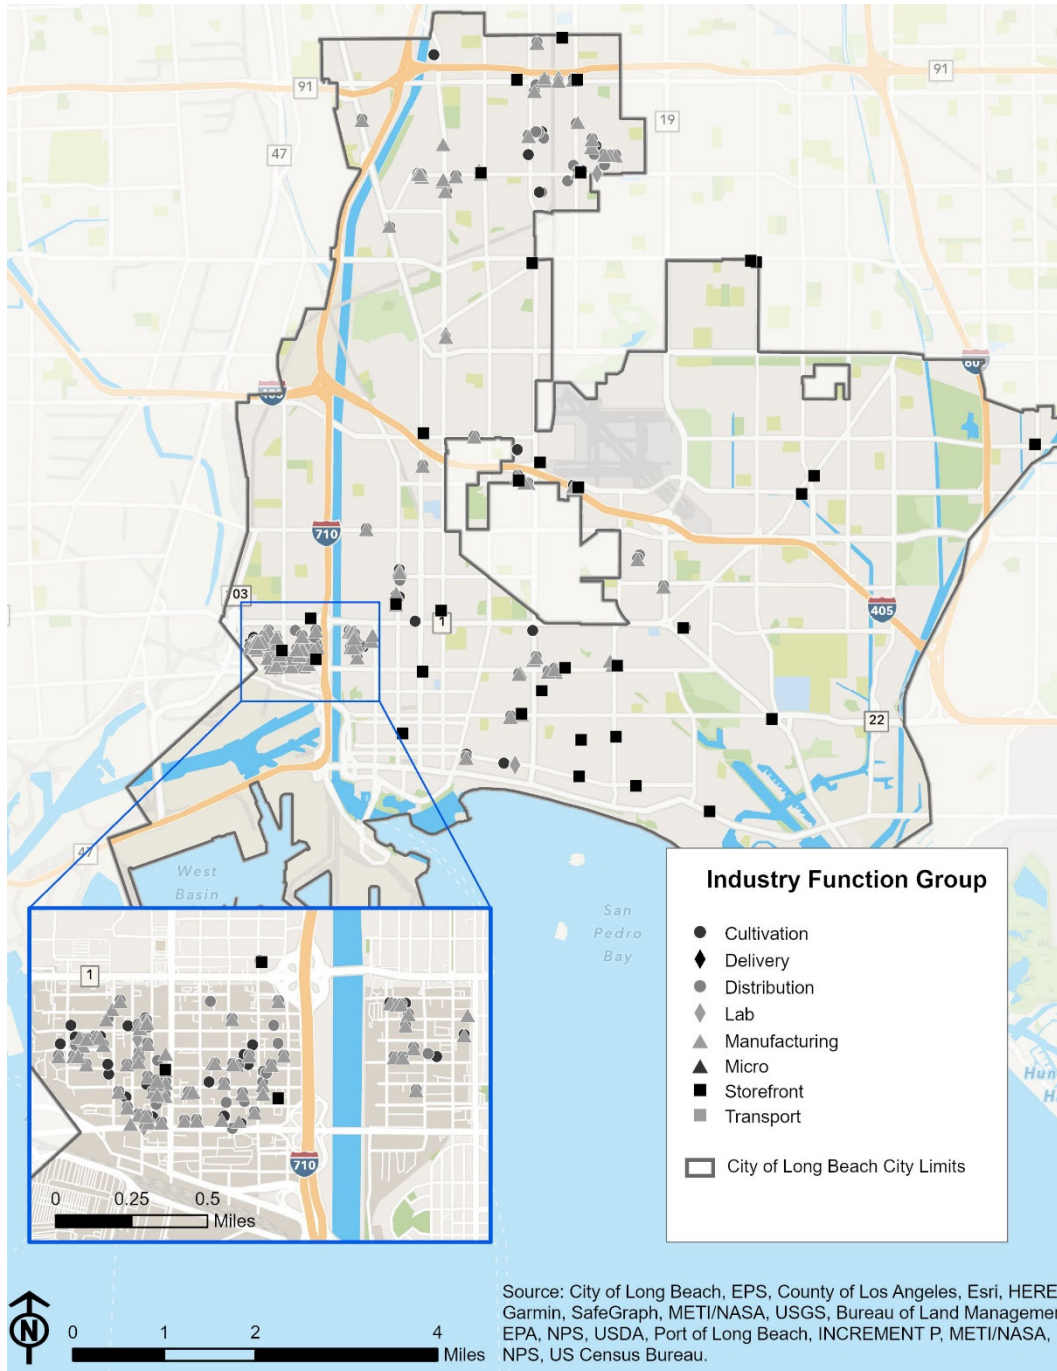 91
91
19
47
405
605
710
03
1
405
22
47
West
Basin
San
Pedro
Bay
Industry Function Group
Cultivation
Delivery
Distribution
Lab
Manufacturing
Micro
Storefront
Transport
City of Long Beach City Limits
1
710
0 0.25 0.5
Miles
N
0 1 2 4
Miles
Source: City of Long Beach, EPS, County of Los Angeles, Esri, HERE
Garmin, SafeGraph, METI/NASA, USGS, Bureau of Land Managemen
EPA, NPS, USDA, Port of Long Beach, INCREMENT P, METI/NASA,
NPS, US Census Bureau.